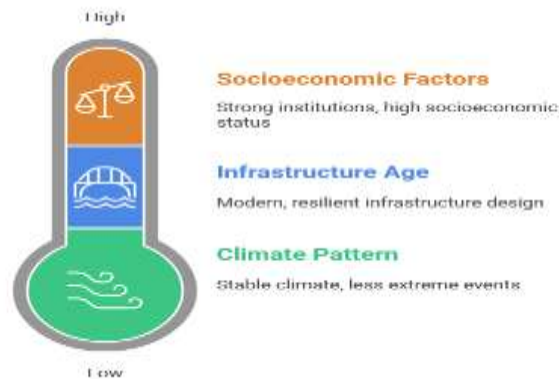 High
Socioeconomic Factors
Strong institutions, high socioeconomic
status
Infrastructure Age
Modern, resilient infrastructure design
Climate Pattern
Stable climate, less extreme events
Low